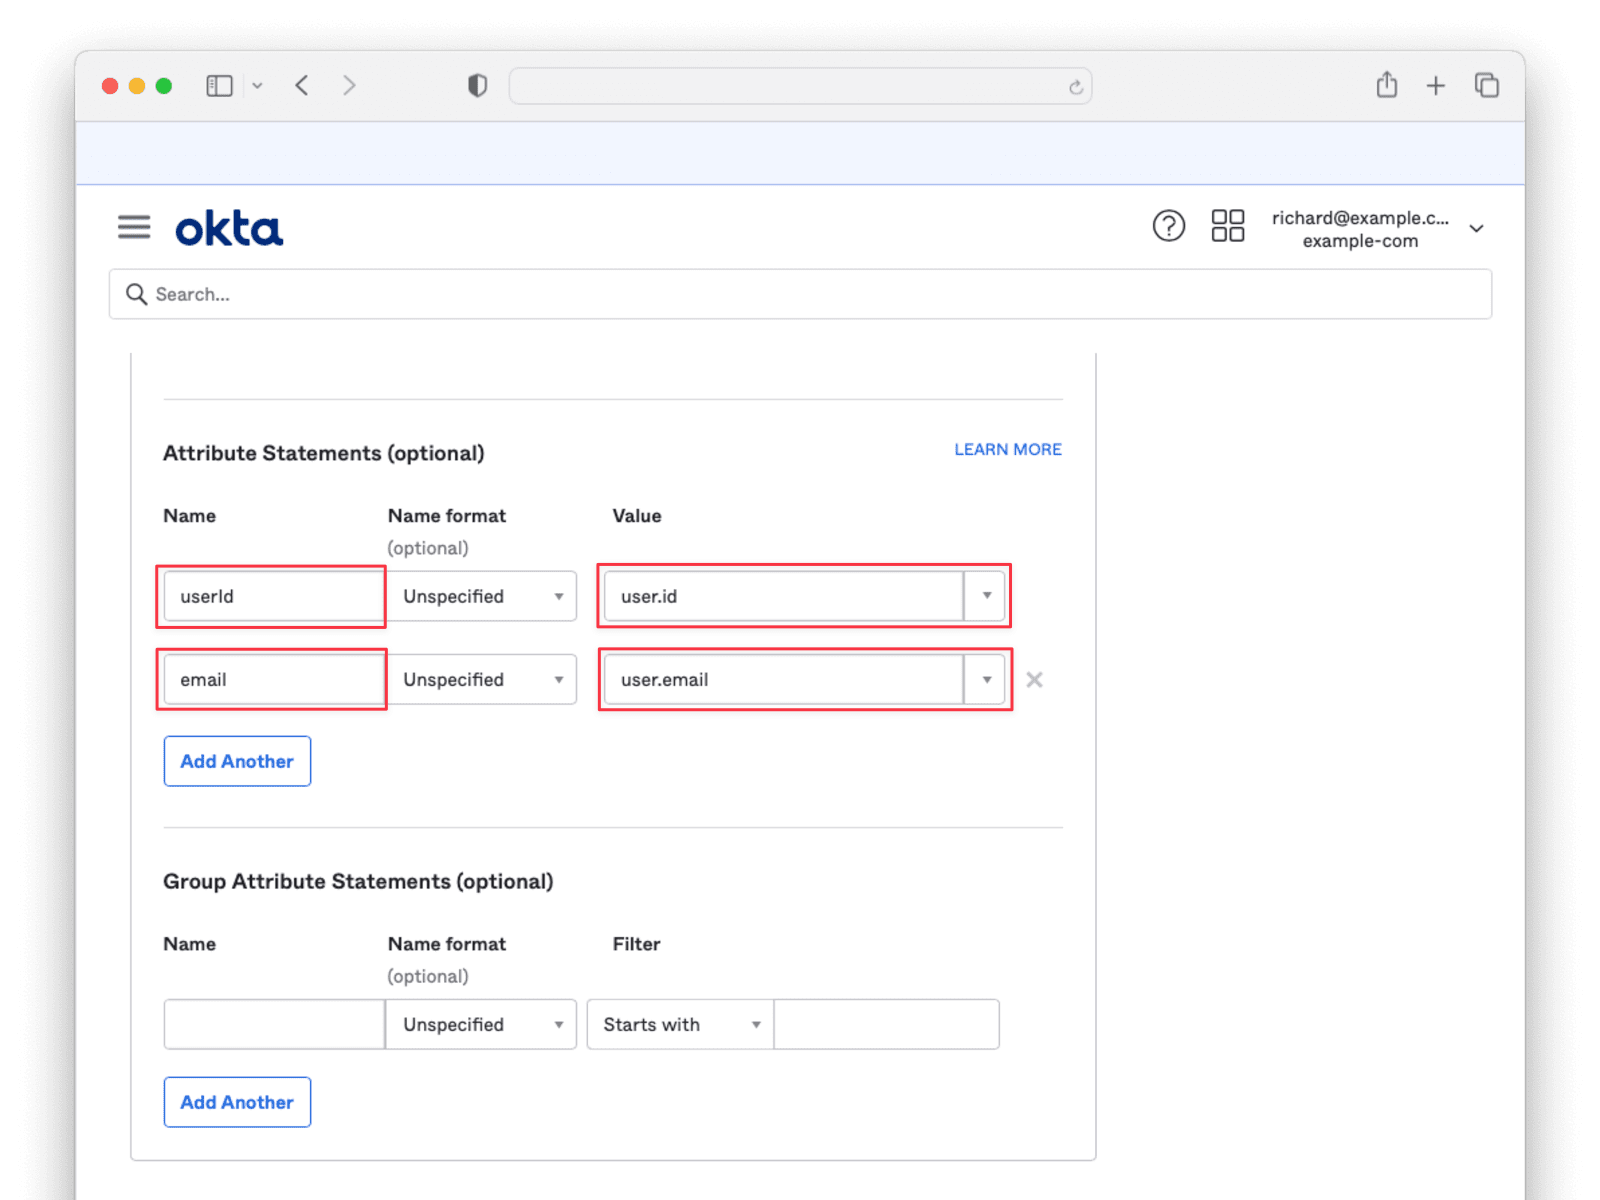 okta
richard@example.c...
example-com
Search...
Attribute Statements (optional)
LEARN MORE
Name
Name format
(optional)
Value
userId
Unspecified
user.id
email
Unspecified
user.email
Add Another
Group Attribute Statements (optional)
Name
Name format
(optional)
Filter
Unspecified
Starts with
Add Another